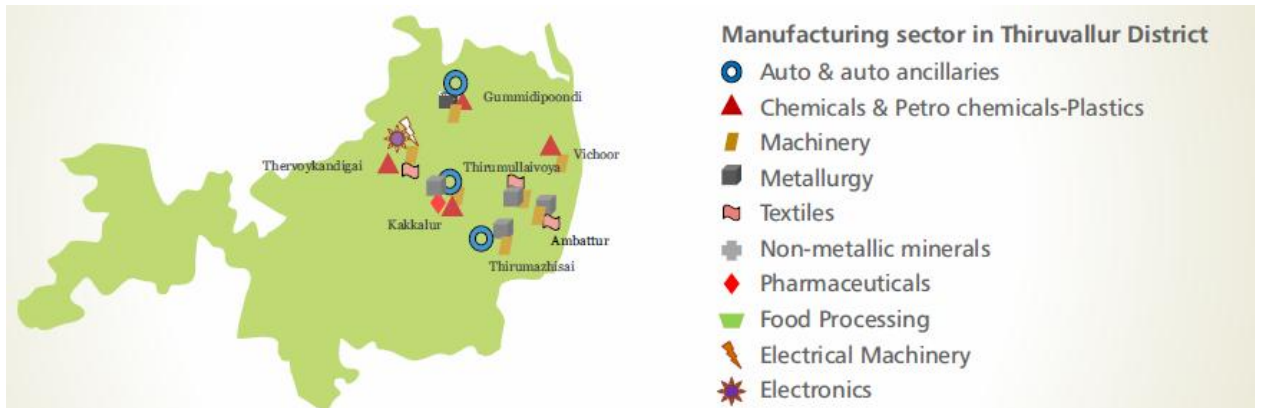 Gummidipoondi
Vichoor
Thervoykandigai
Thirumullaivoya
Kakkalur
Ambattur
Thirumazhisai
Manufacturing sector in Thiruvallur District
Auto & auto ancillaries
Chemicals & Petro chemicals-Plastics
Machinery
Metallurgy
Textiles
Non-metallic minerals
Pharmaceuticals
Food Processing
Electrical Machinery
Electronics